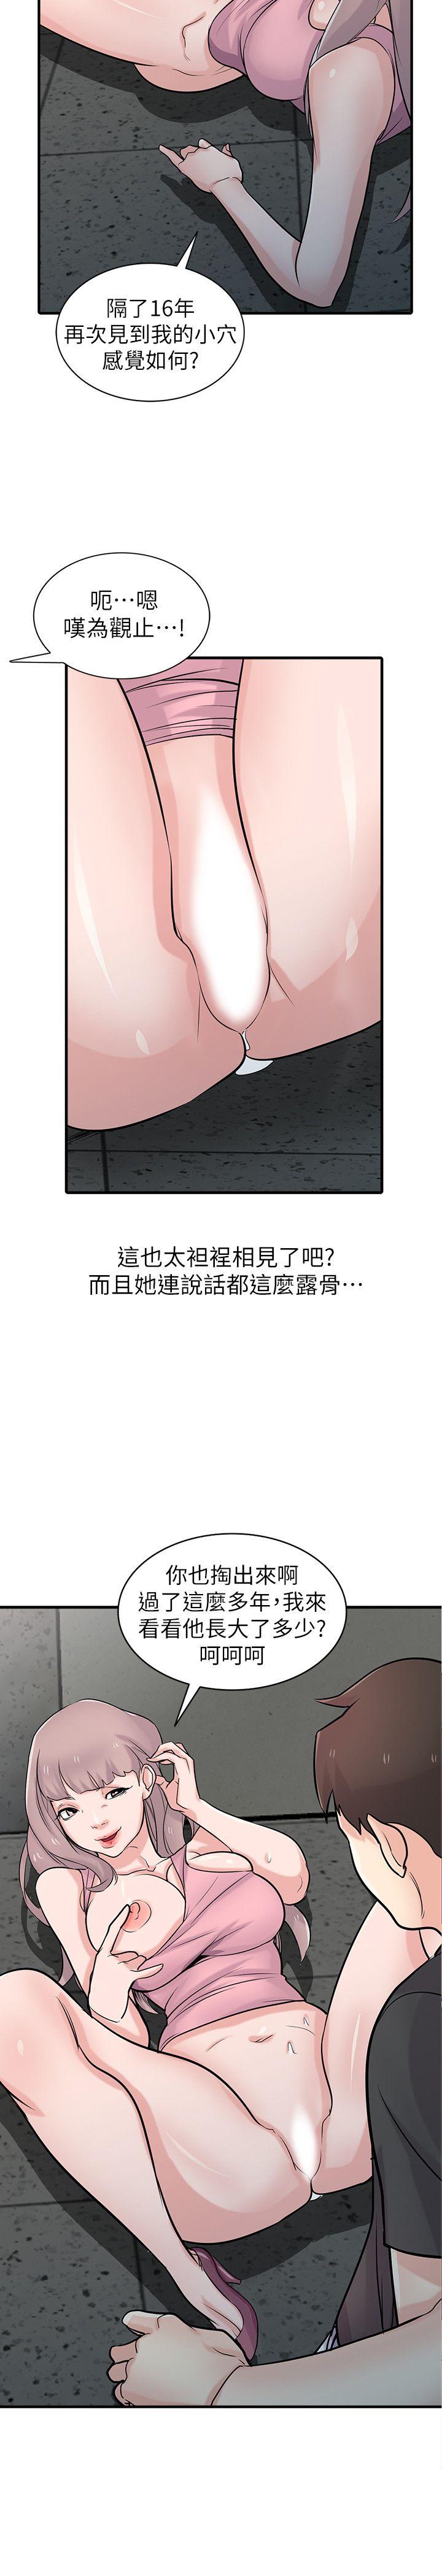 隔了16年
再次見到我的小穴
感覺如何?
呃⋯嗯
嘆為觀止⋯!
這也太袒裎相見了吧?
而且她連說話都這麼露骨⋯
你也掏出來啊
過了這麼多年,我來
看看他長大了多少?
呵呵呵